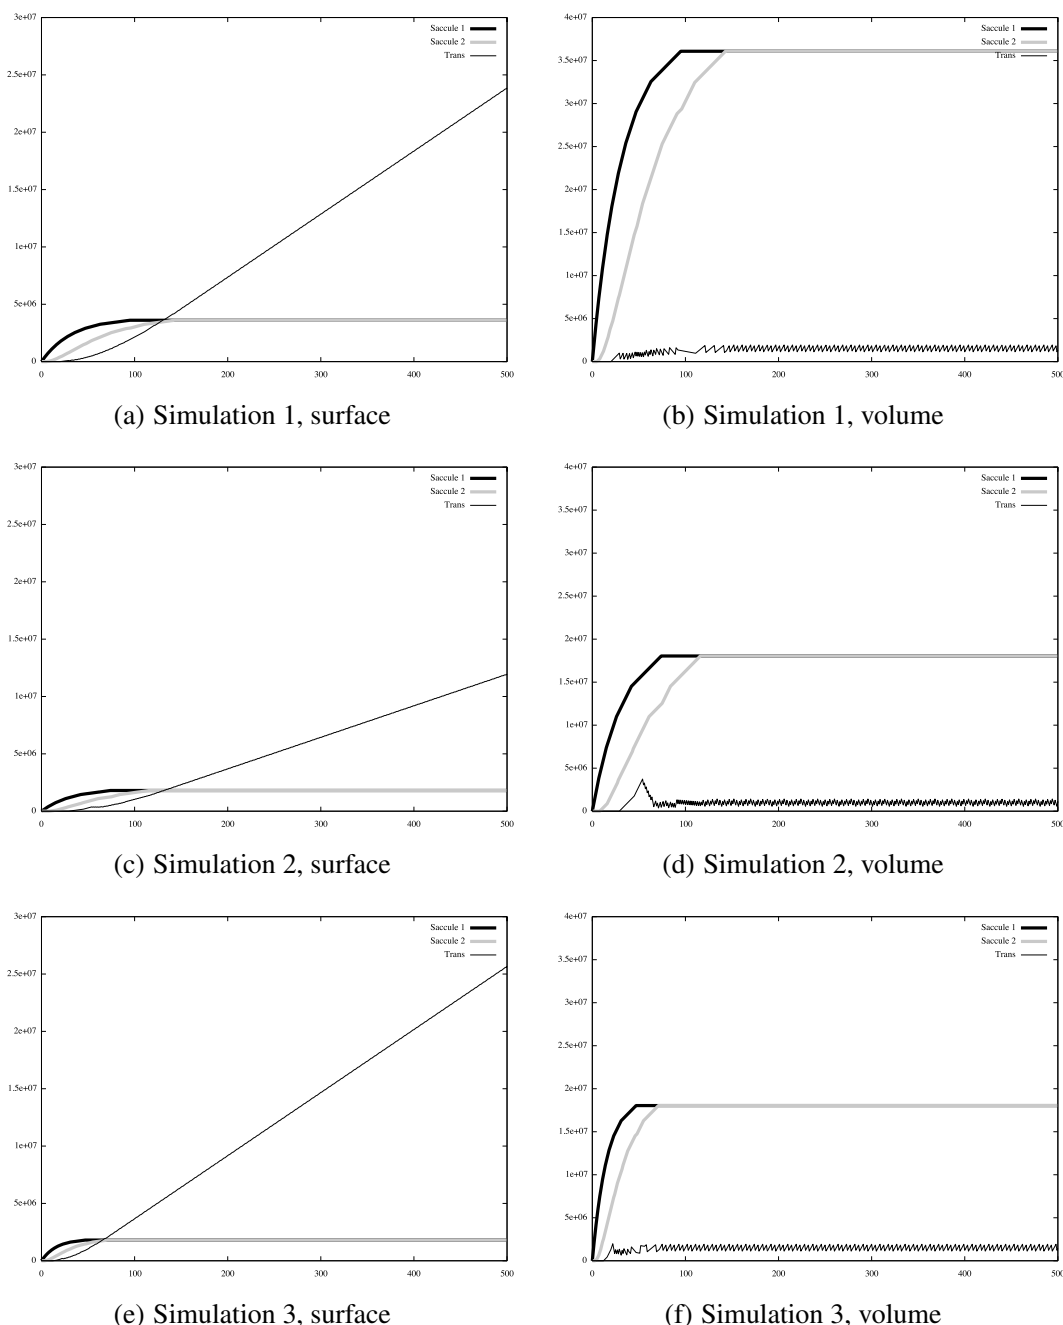 3e+07
2.5e+07
2e+07
1.5e+07
1e+07
5e+06
0
0 100 200 300 400 500
Saccule 1
Saccule 2
Trans
(a) Simulation 1, surface
4e+07
3.5e+07
3e+07
2.5e+07
2e+07
1.5e+07
1e+07
5e+06
0
0 100 200 300 400 500
Saccule 1
Saccule 2
Trans
(b) Simulation 1, volume
3e+07
2.5e+07
2e+07
1.5e+07
1e+07
5e+06
0
0 100 200 300 400 500
Saccule 1
Saccule 2
Trans
(c) Simulation 2, surface
4e+07
3.5e+07
3e+07
2.5e+07
2e+07
1.5e+07
1e+07
5e+06
0
0 100 200 300 400 500
Saccule 1
Saccule 2
Trans
(d) Simulation 2, volume
3e+07
2.5e+07
2e+07
1.5e+07
1e+07
5e+06
0
0 100 200 300 400 500
Saccule 1
Saccule 2
Trans
(e) Simulation 3, surface
4e+07
3.5e+07
3e+07
2.5e+07
2e+07
1.5e+07
1e+07
5e+06
0
0 100 200 300 400 500
Saccule 1
Saccule 2
Trans
(f) Simulation 3, volume